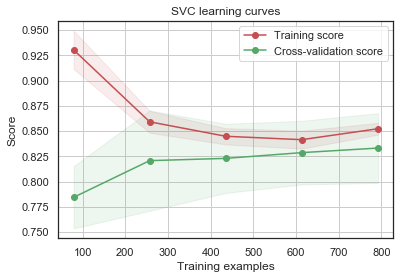 SVC learning curves
Training score
Cross-validation score
0.950
0.925
0.900
0.875
0.850
0.825
0.800
0.775
0.750
Score
100 200 300 400 500 600 700 800
Training examples